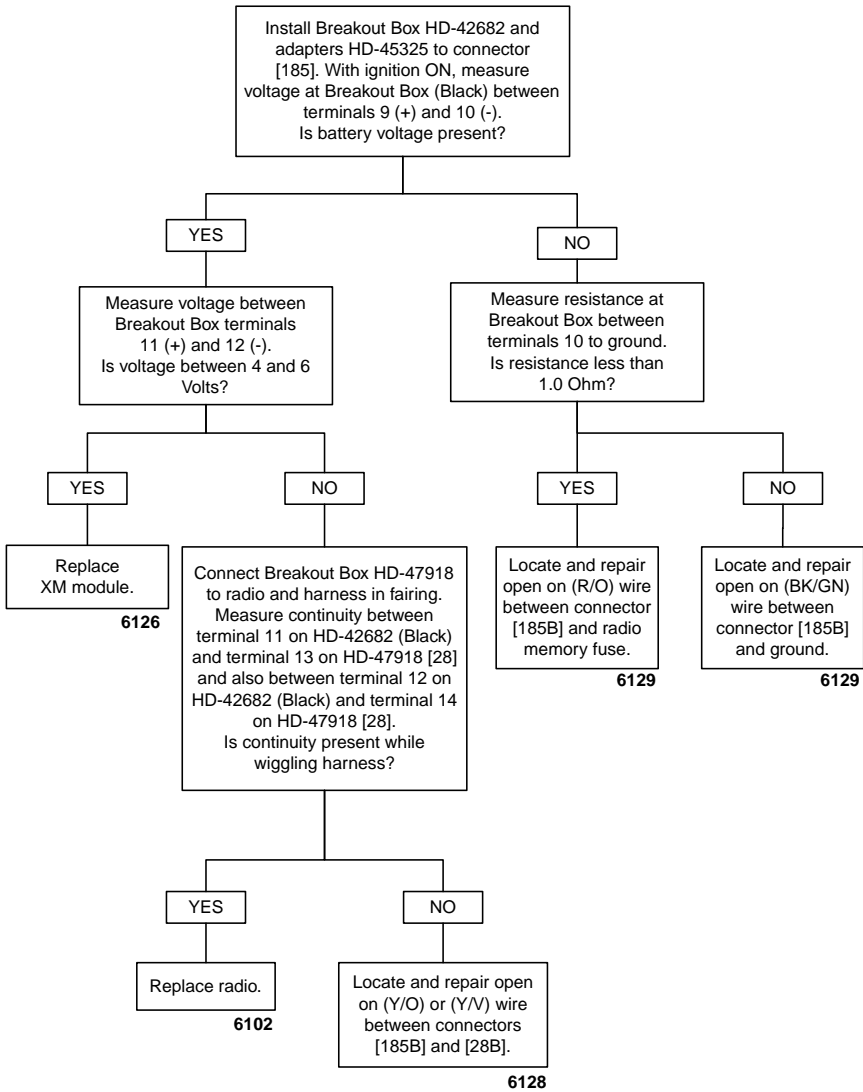 Install Breakout Box HD-42682 and
adapters HD-45325 to connector
[185]. With ignition ON, measure
voltage at Breakout Box (Black) between
terminals 9 (+) and 10 (-).
Is battery voltage present?
YES
NO
Measure voltage between
Breakout Box terminals
11 (+) and 12 (-).
Is voltage between 4 and 6
Volts?
Measure resistance at
Breakout Box between
terminals 10 to ground.
Is resistance less than
1.0 Ohm?
YES
NO
YES
NO
Replace
XM module.
6126
Connect Breakout Box HD-47918
to radio and harness in fairing.
Measure continuity between
terminal 11 on HD-42682 (Black)
and terminal 13 on HD-47918 [28]
and also between terminal 12 on
HD-42682 (Black) and terminal 14
on HD-47918 [28].
Is continuity present while
wiggling harness?
Locate and repair
open on (R/O) wire
between connector
[185B] and radio
memory fuse.
6129
Locate and repair
open on (BK/GN)
wire between
connector [185B]
and ground.
6129
YES
NO
Replace radio.
6102
Locate and repair open
on (Y/O) or (Y/V) wire
between connectors
[185B] and [28B].
6128